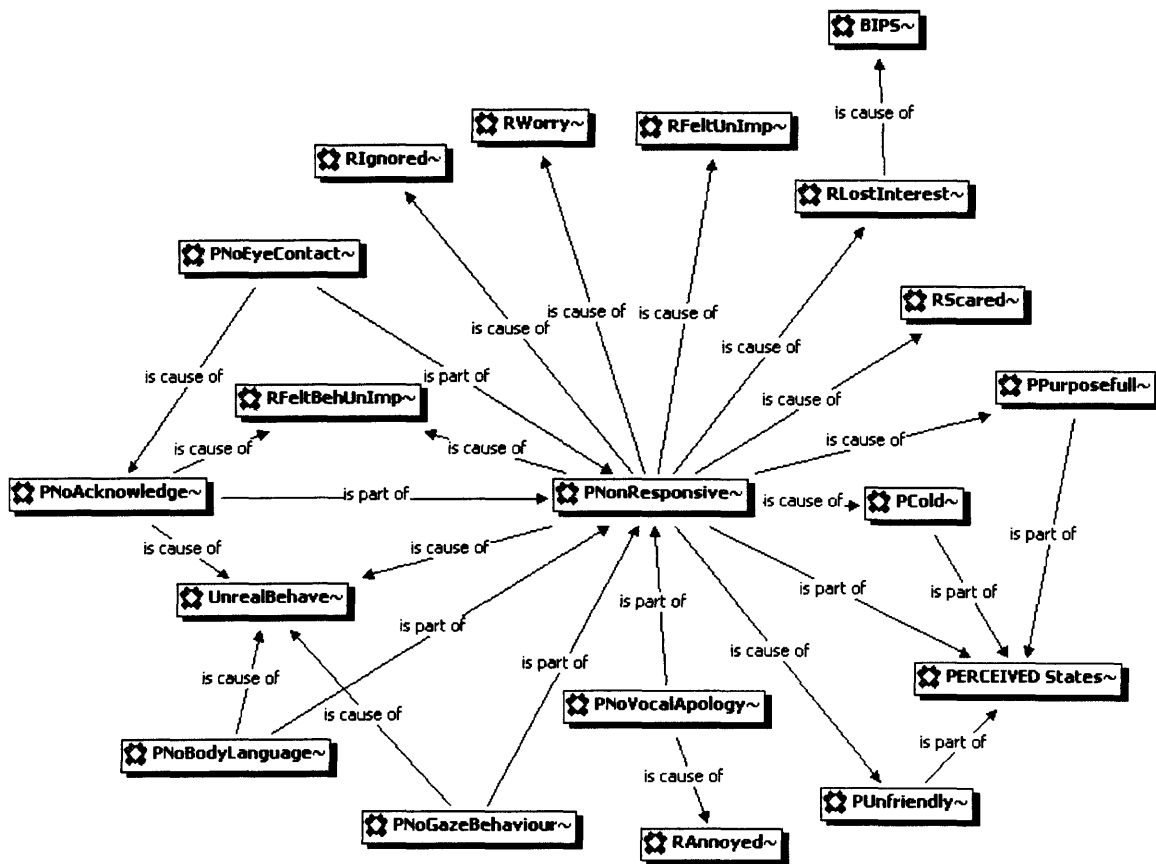 BIPS~
is cause of
RWorry~
RFeltUnImp~
RIgnored~
RLostInterest~
PNoEyeContact~
RScared~
is cause of
is cause of
is cause of
is cause of
is cause of
is part of
is cause of
PPurposefull~
RFeltBehUnImp~
is cause of
is cause of
is cause of
PNoAcknowledge~
is part of
PNonResponsive~
is cause of
PCold~
is cause of
is cause of
is part of
UnrealBehave~
is part of
is part of
is part of
is part of
is part of
is cause of
is cause of
PERCEIVED States~
is cause of
PNoVocalApology~
PNoBodyLanguage~
is part of
is cause of
PUnfriendly~
PNoGazeBehaviour~
RAnnoyed~